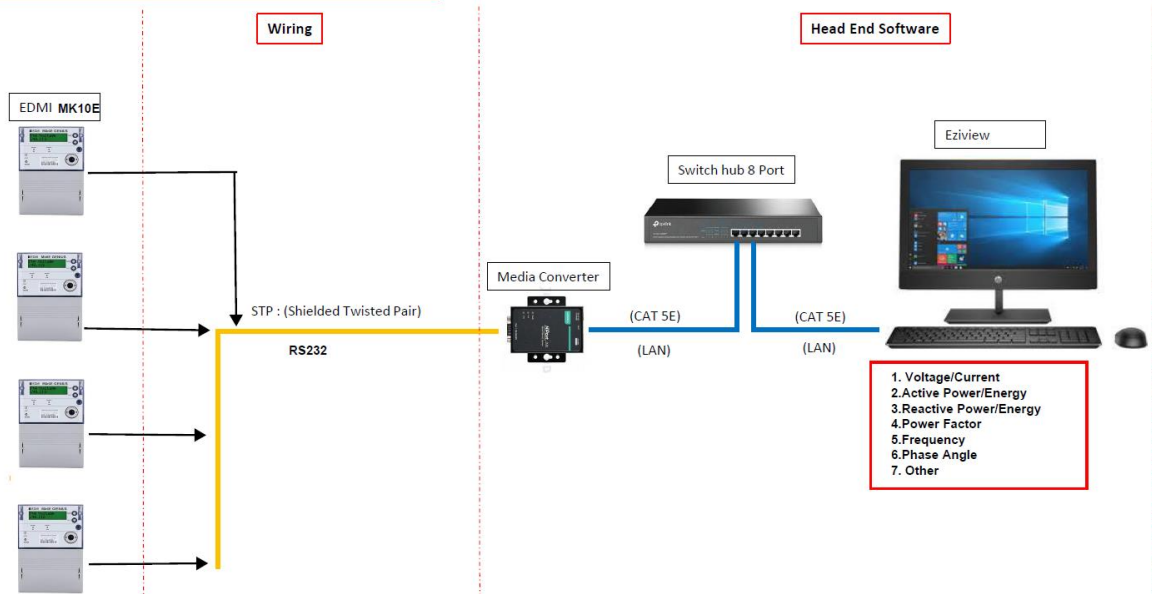 Wiring
Head End Software
EDMI MK10E
Eziview
Switch hub 8 Port
Media Converter
STP : (Shielded Twisted Pair)
RS232
(CAT 5E)
(LAN)
(CAT 5E)
(LAN)
1. Voltage/Current
2.Active Power/Energy
3.Reactive Power/Energy
4.Power Factor
5.Frequency
6.Phase Angle
7. Other